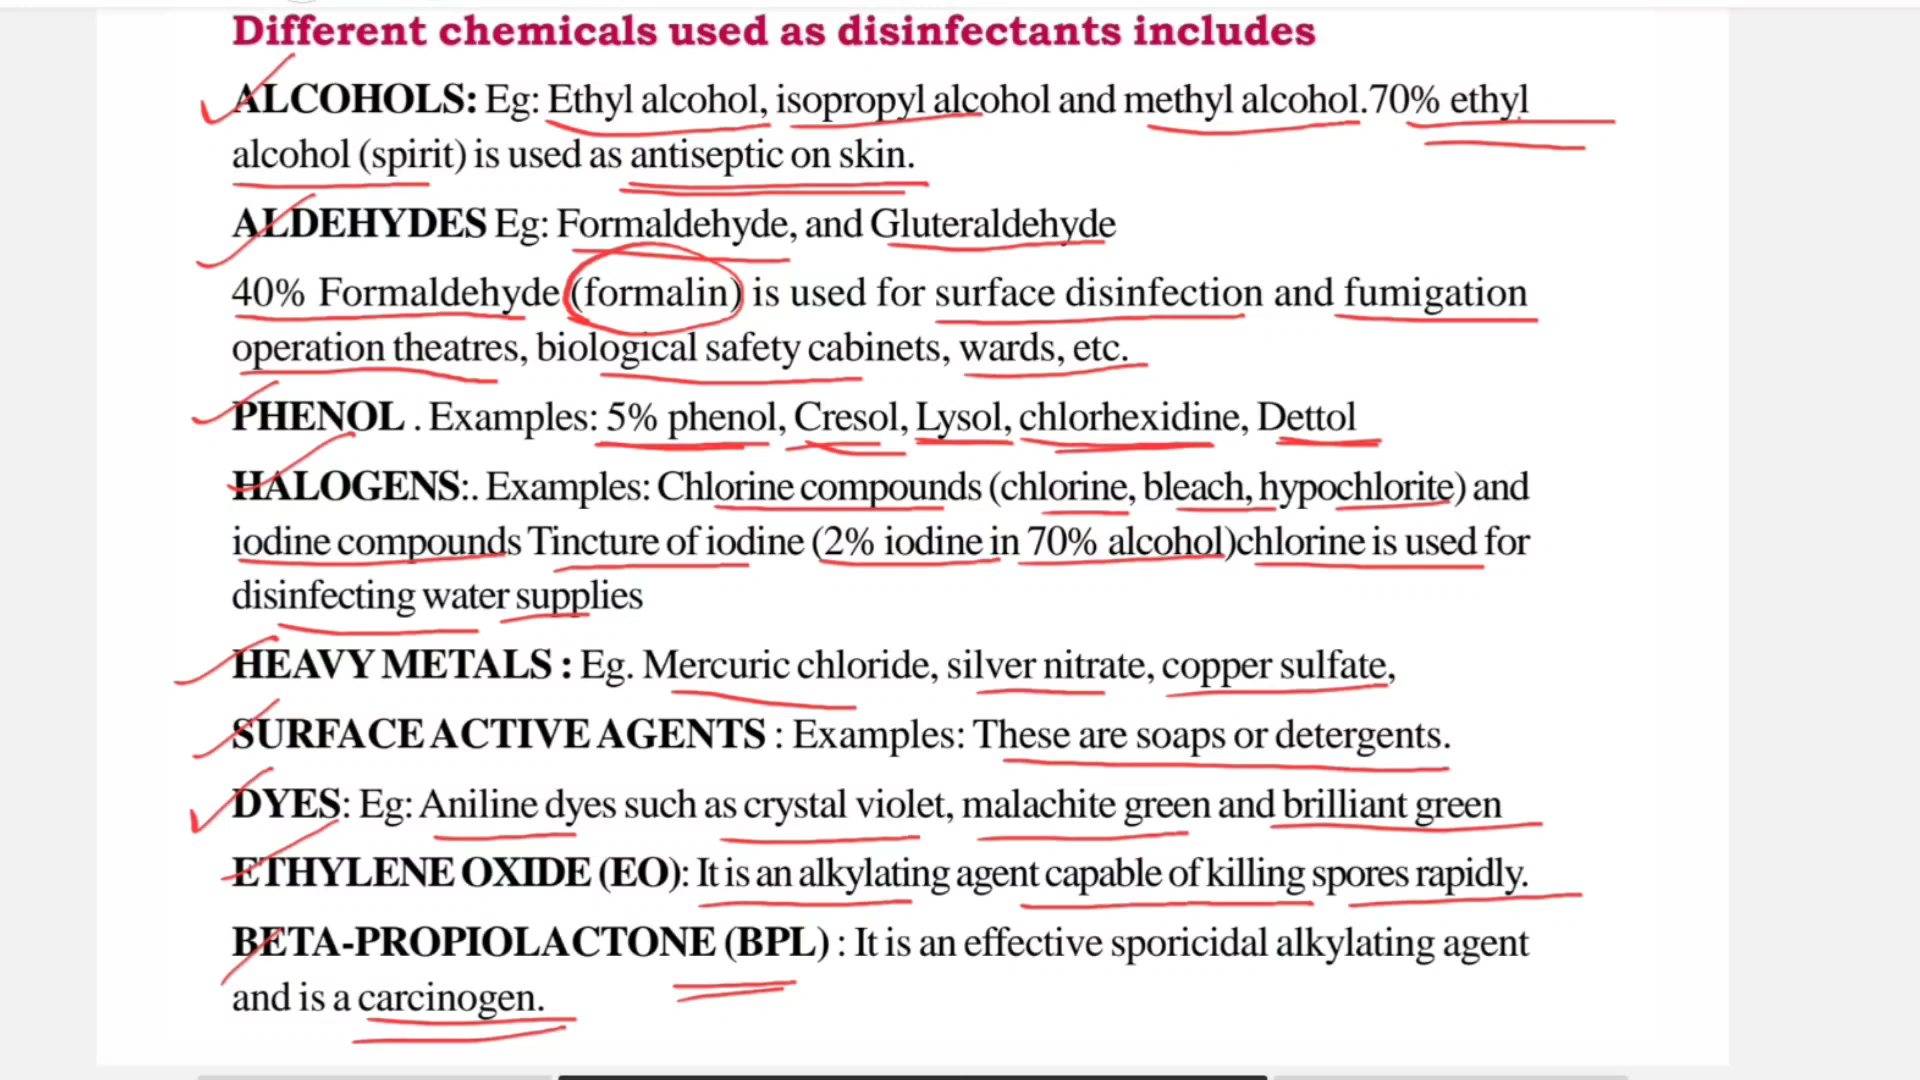 Different chemicals used as disinfectants includes
ALCOHOLS: Eg: Ethyl alcohol, isopropyl alcohol and methyl alcohol.70% ethyl
alcohol (spirit) is used as antiseptic on skin.
ALDEHYDES Eg: Formaldehyde, and Gluteraldehyde
40% Formaldehyde (formalin) is used for surface disinfection and fumigation
operation theatres, biological safety cabinets, wards, etc.
PHENOL . Examples: 5% phenol, Cresol, Lysol, chlorhexidine, Dettol
HALOGENS:. Examples: Chlorine compounds (chlorine, bleach, hypochlorite) and
iodine compounds Tincture of iodine (2% iodine in 70% alcohol)chlorine is used for
disinfecting water supplies
HEAVY METALS : Eg. Mercuric chloride, silver nitrate, copper sulfate,
SURFACE ACTIVE AGENTS : Examples: These are soaps or detergents.
DYES: Eg: Aniline dyes such as crystal violet, malachite green and brilliant green
ETHYLENE OXIDE (EO): It is an alkylating agent capable of killing spores rapidly.
BETA-PROPIOLACTONE (BPL) : It is an effective sporicidal alkylating agent
and is a carcinogen.